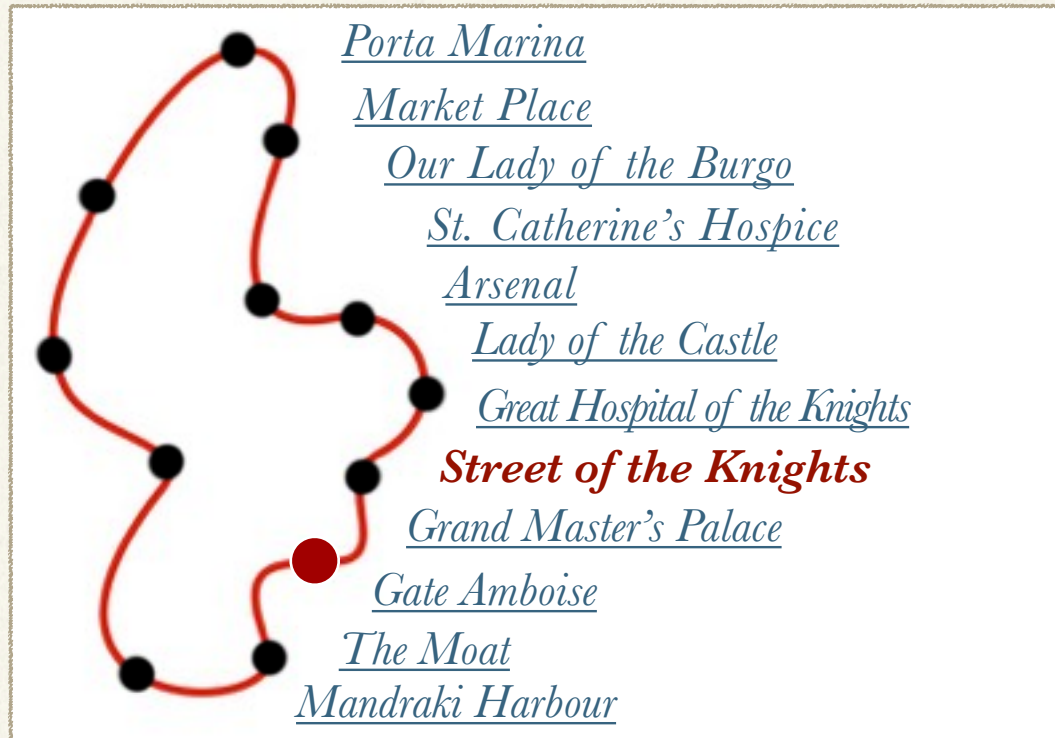 Porta Marina
Market Place
Our Lady of the Burgo
St. Catherine’s Hospice
Arsenal
Lady of the Castle
Great Hospital of the Knights
Street of the Knights
Grand Master’s Palace
Gate Amboise
The Moat
Mandraki Harbour